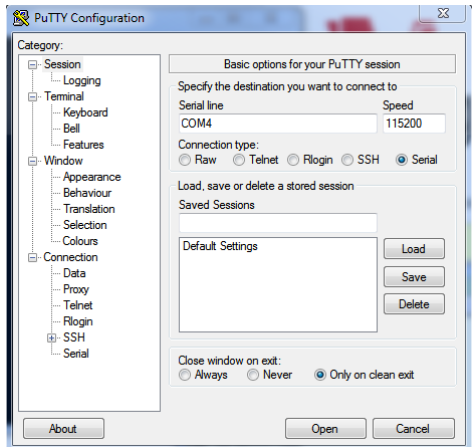 PuTTY Configuration
Category:
Session
Logging
Terminal
Keyboard
Bell
Features
Window
Appearance
Behaviour
Translation
Selection
Colours
Connection
Data
Proxy
Telnet
Rlogin
SSH
Serial
Basic options for your PuTTY session
Specify the destination you want to connect to
Serial line Speed
COM4 115200
Connection type:
Raw Telnet Rlogin SSH Serial
Load, save or delete a stored session
Saved Sessions
Default Settings
Load
Save
Delete
Close window on exit:
Always Never Only on clean exit
About Open Cancel